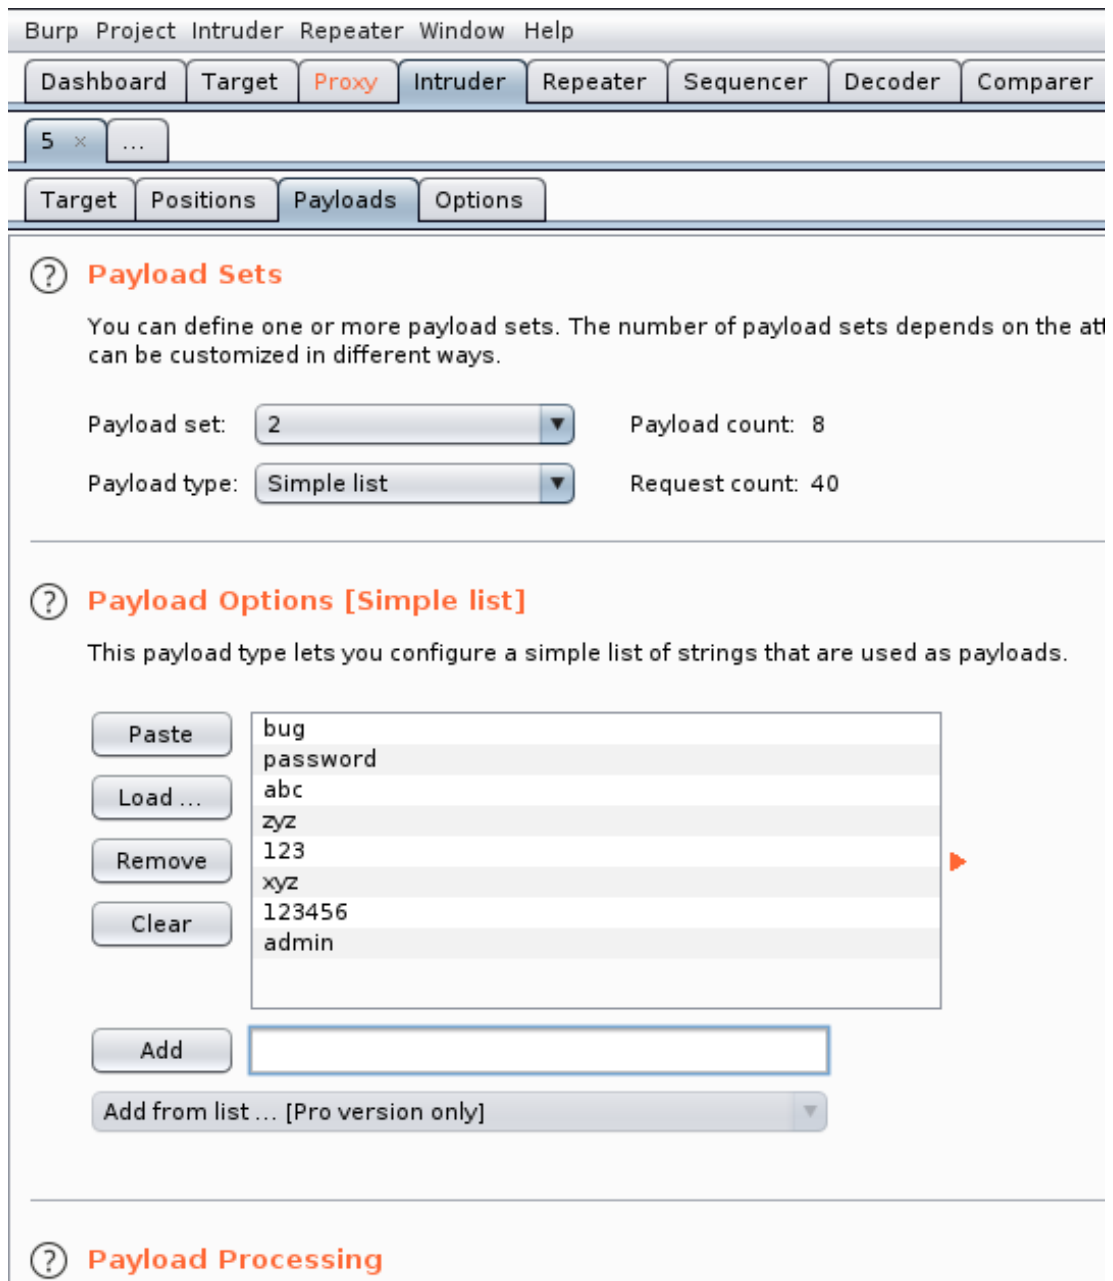 Burp Project Intruder Repeater Window Help
Dashboard Target Proxy Intruder Repeater Sequencer Decoder Comparer
5 × ...
Target Positions Payloads Options
? Payload Sets
You can define one or more payload sets. The number of payload sets depends on the att
can be customized in different ways.
Payload set: 2 Payload count: 8
Payload type: Simple list Request count: 40
? Payload Options [Simple list]
This payload type lets you configure a simple list of strings that are used as payloads.
Paste
Load ...
Remove
Clear
bug
password
abc
zyz
123
xyz
123456
admin
Add
Add from list ... [Pro version only]
? Payload Processing